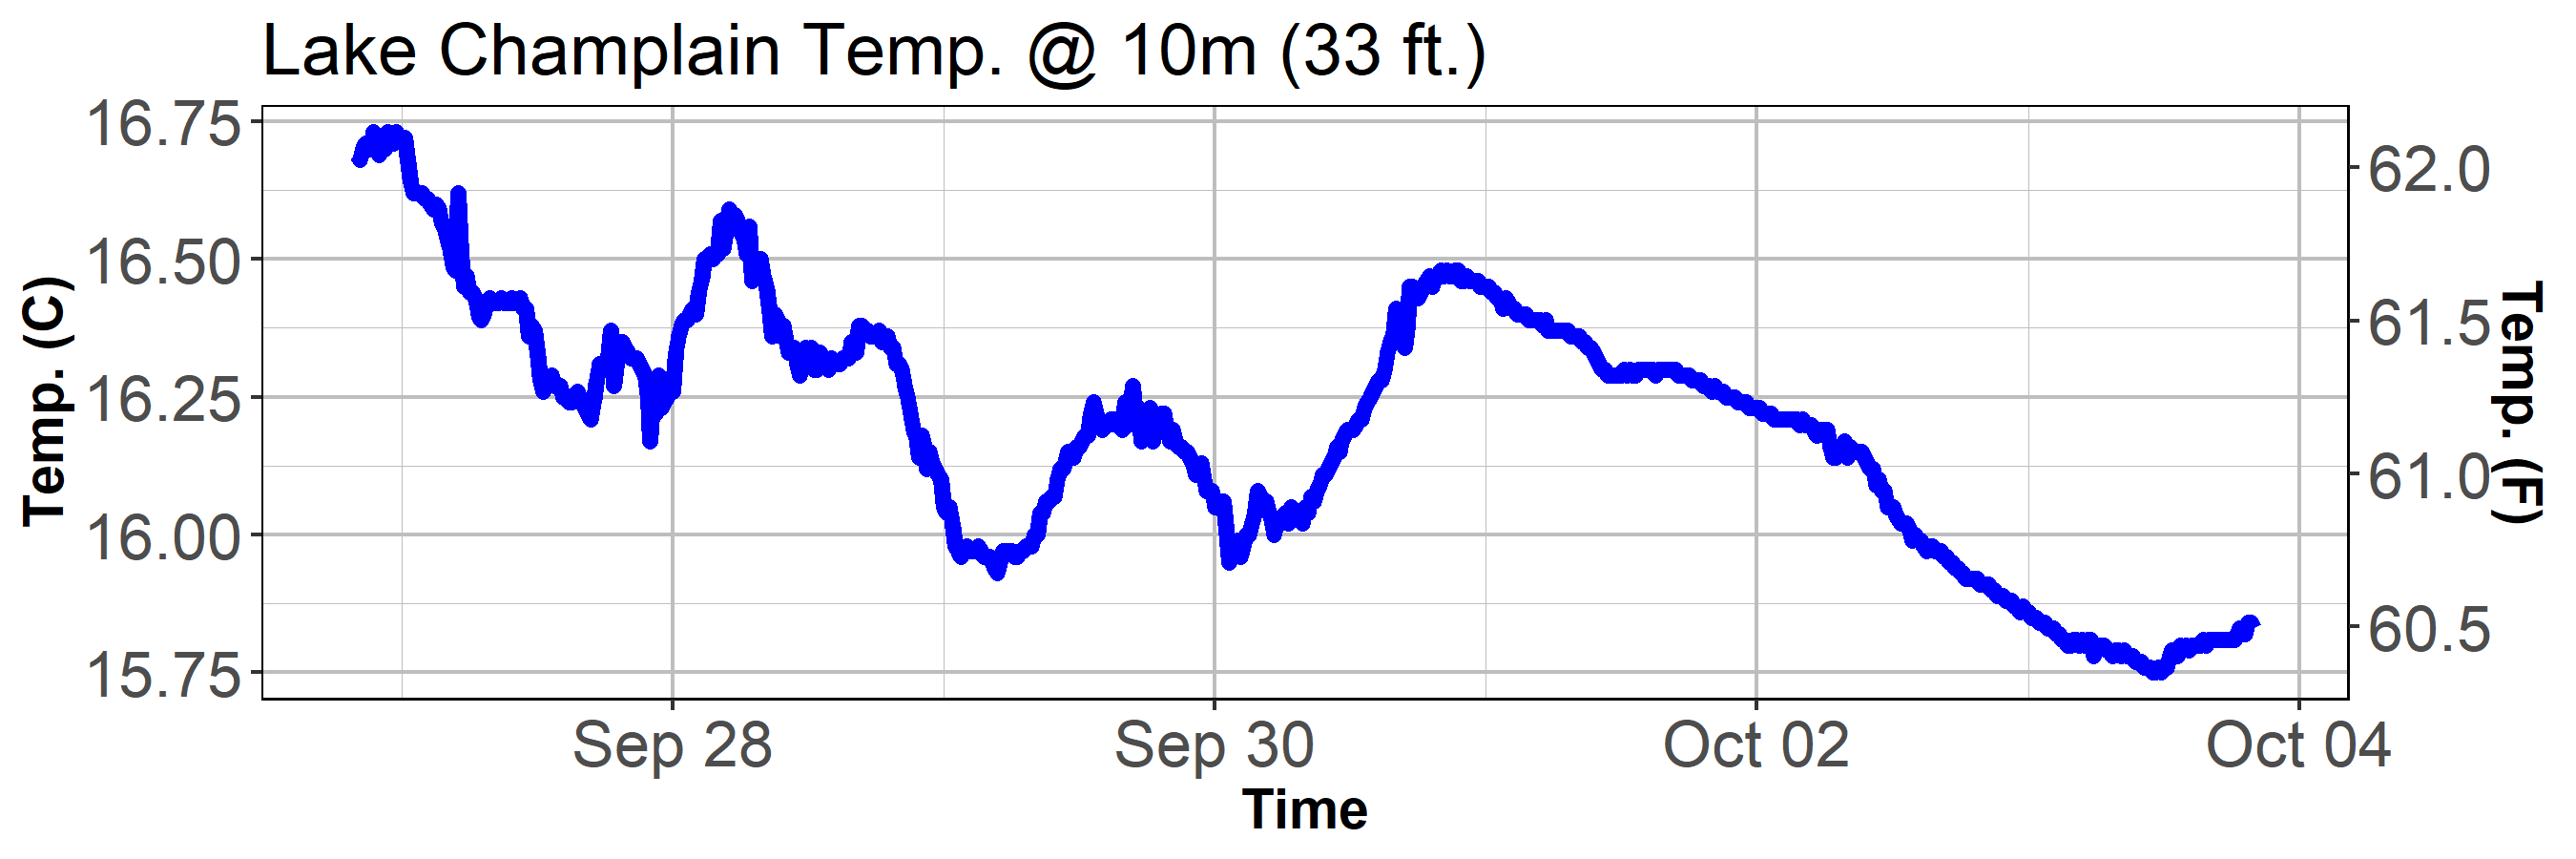 Lake Champlain Temp. @ 10m (33 ft.)
Temp. (C)
16.75
16.50
16.25
16.00
15.75
62.0
61.5
61.0
60.5
Temp. (F)
Sep 28
Sep 30
Oct 02
Oct 04
Time